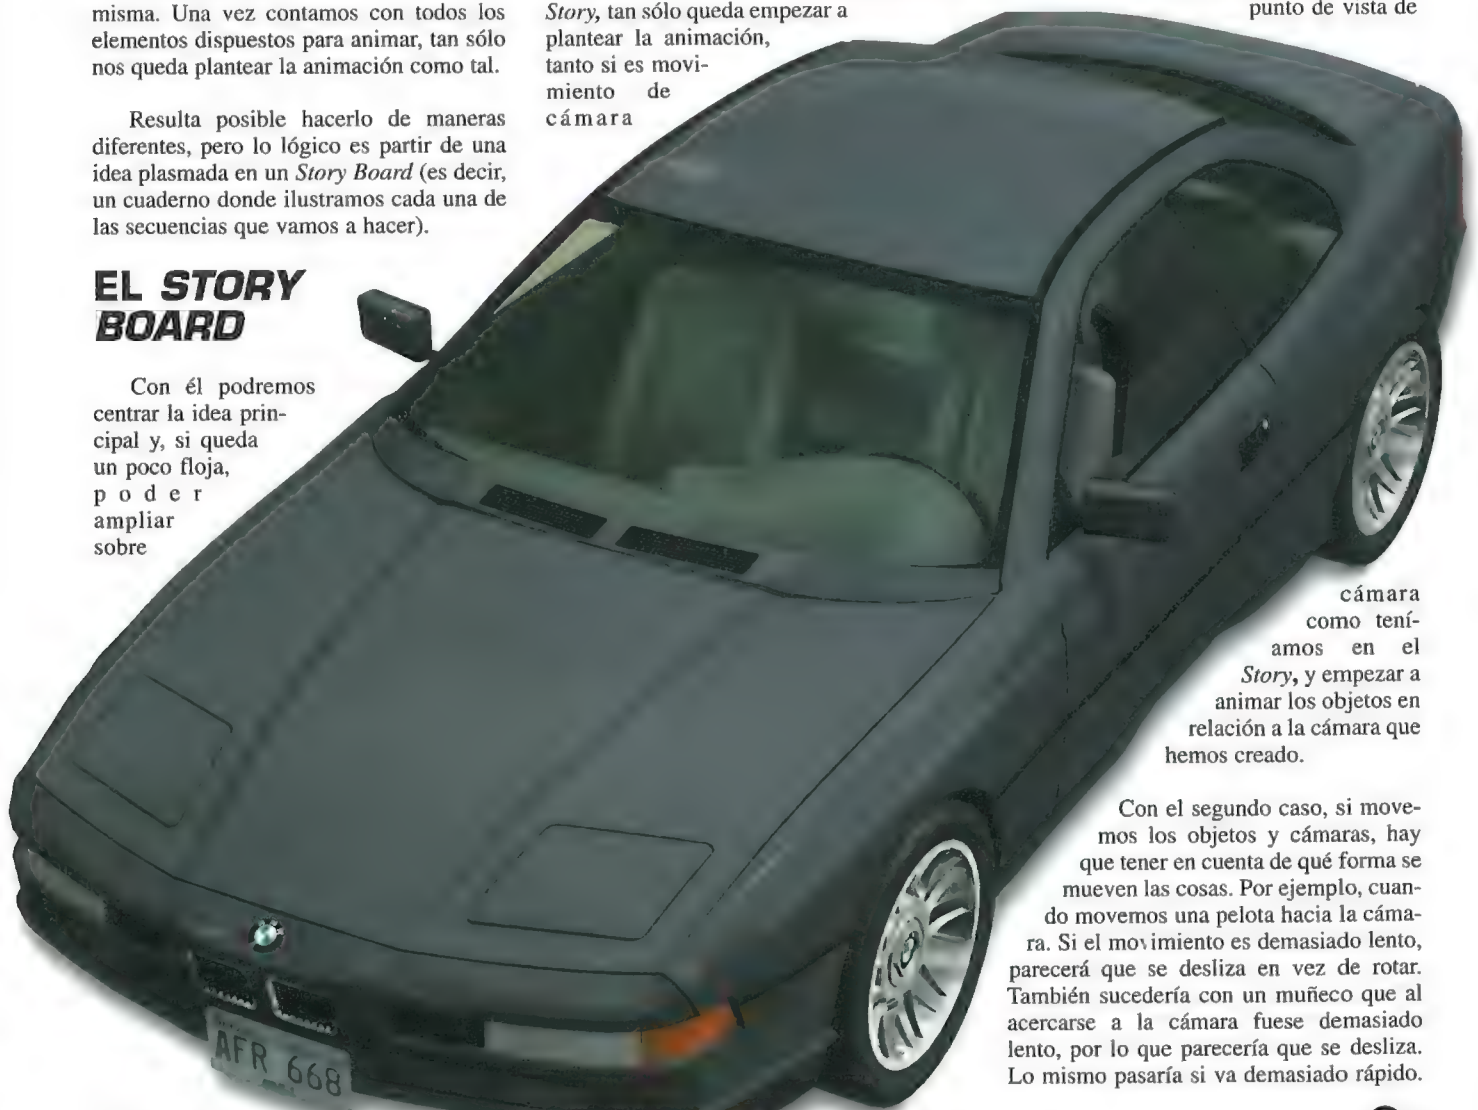 misma. Una vez contamos con todos los
elementos dispuestos para animar, tan sólo
nos queda plantear la animación como tal.
Resulta posible hacerlo de maneras
diferentes, pero lo lógico es partir de una
idea plasmada en un Story Board (es decir,
un cuaderno donde ilustramos cada una de
las secuencias que vamos a hacer).
EL STORY
BOARD
Con él podremos
centrar la idea prin-
cipal y, si queda
un poco floja,
poder
ampliar
sobre
Story, tan sólo queda empezar a
plantear la animación,
tanto si es movi-
miento de
cámara
punto de vista de
cámara
como tení-
amos en el
Story, y empezar a
animar los objetos en
relación a la cámara que
hemos creado.
Con el segundo caso, si move-
mos los objetos y cámaras, hay
que tener en cuenta de qué forma se
mueven las cosas. Por ejemplo, cuan-
do movemos una pelota hacia la cáma-
ra. Si el movimiento es demasiado lento,
parecerá que se desliza en vez de rotar.
También sucedería con un muñeco que al
acercarse a la cámara fuese demasiado
lento, por lo que parecería que se desliza.
Lo mismo pasaría si va demasiado rápido.
AFR 668